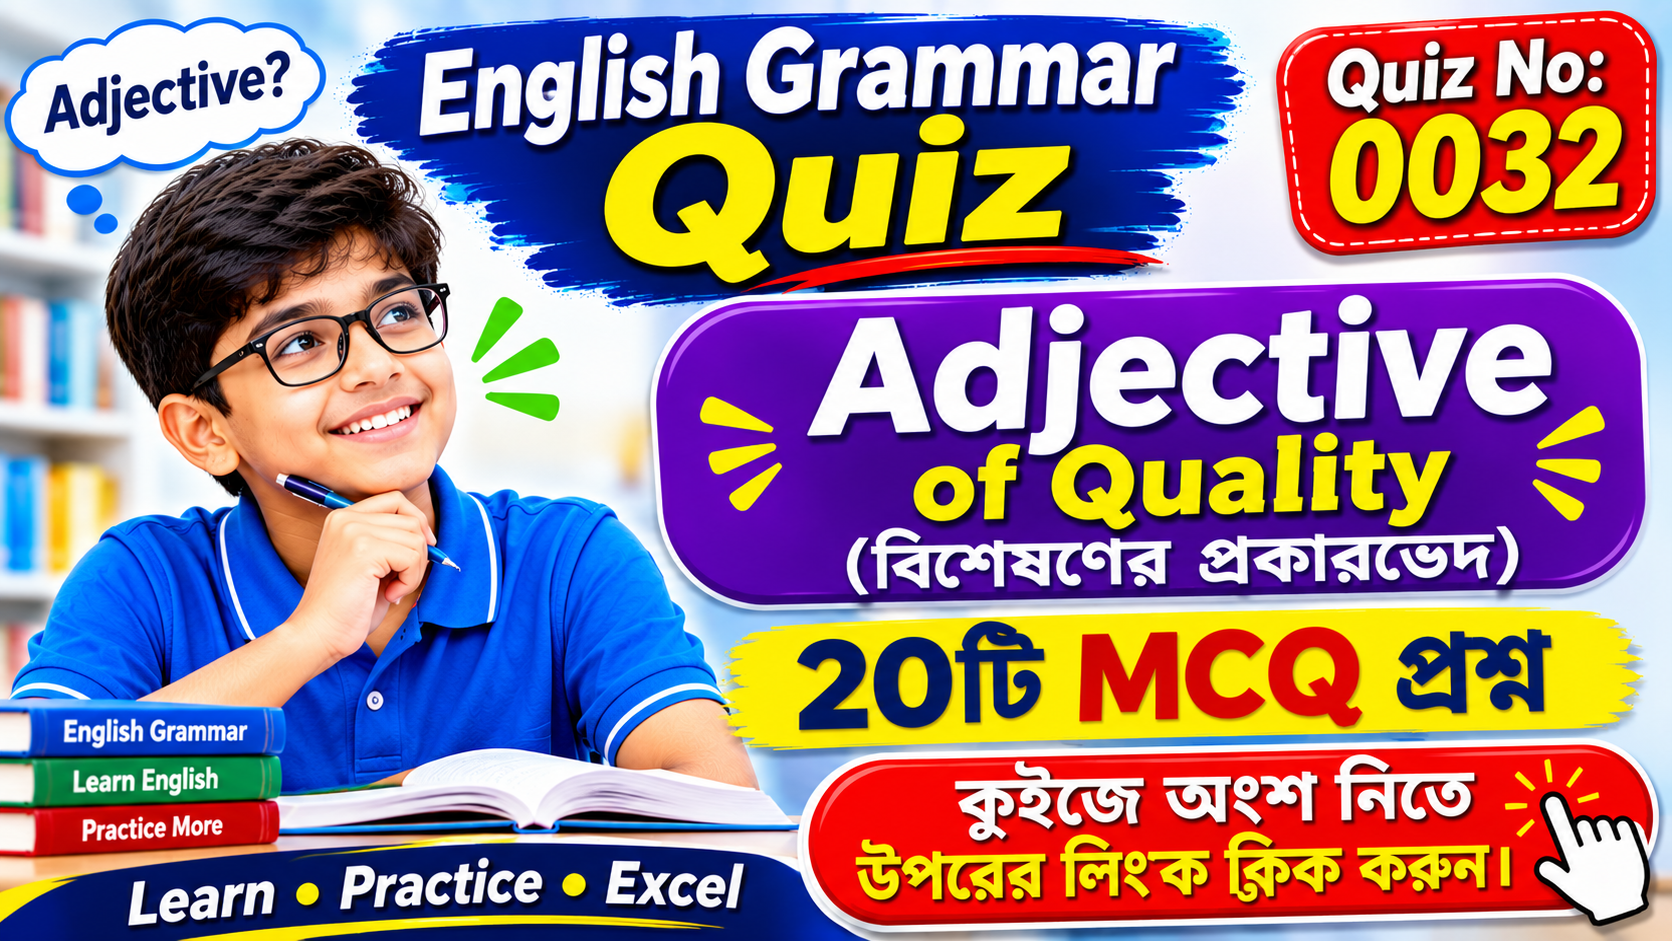 Adjective?
English Grammar
Quiz
Quiz No:
0032
Adjective
of Quality
(বিশেষণের প্রকারভেদ)
20টি MCQ প্রশ্ন
কুইজে অংশ নিতে
উপরের লিংক ক্লিক করুন।
English Grammar
Learn English
Practice More
Learn • Practice • Excel